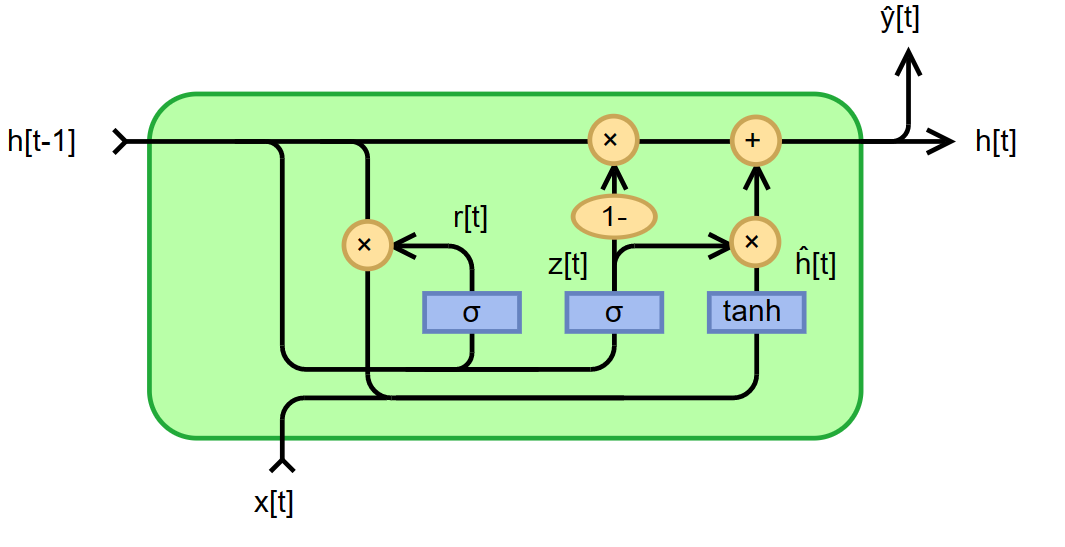 ŷ[t]
h[t-1]
×
+
h[t]
r[t]
1-
×
×
z[t]
ĥ[t]
σ
σ
tanh
x[t]